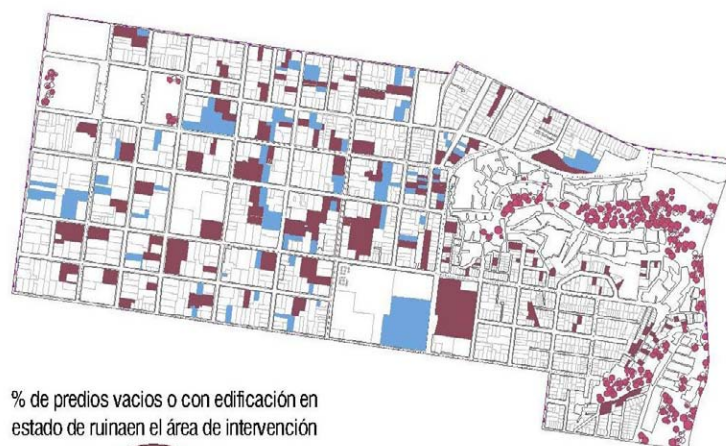 % de predios vacios o con edificación en
estado de ruinaen el área de intervención